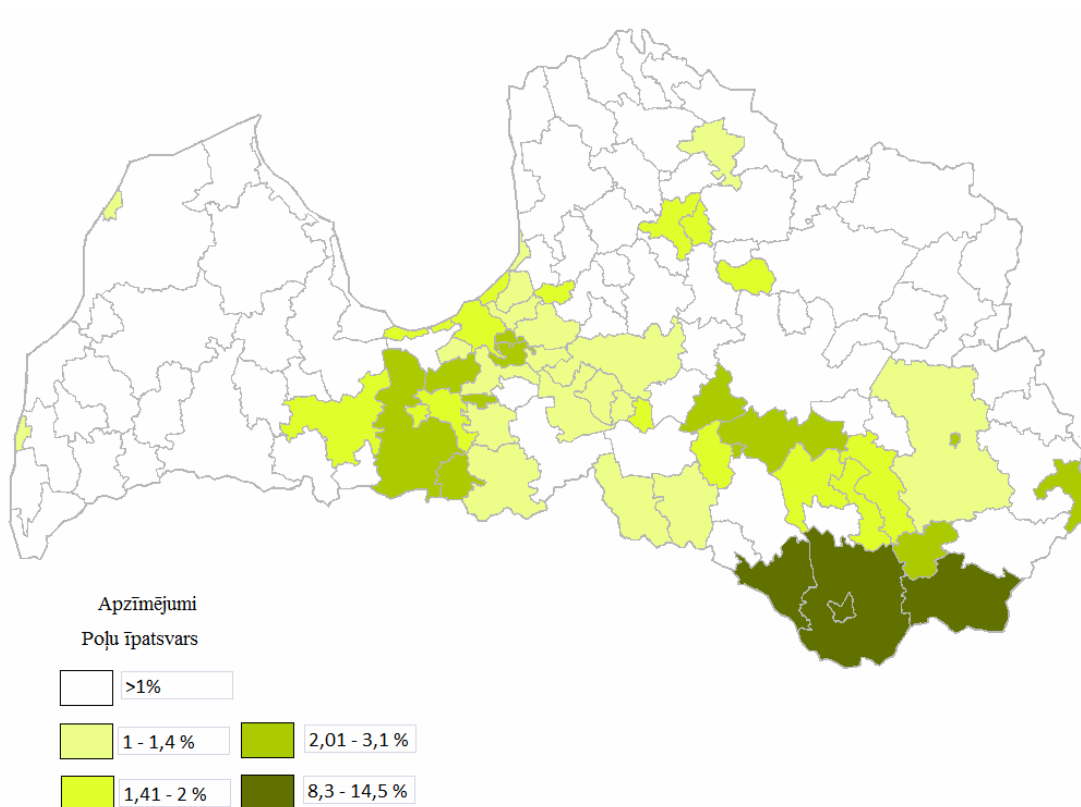 Apzīmējumi
Poļu īpatsvars
>1%
1 - 1,4 %
2,01 - 3,1 %
1,41 - 2 %
8,3 - 14,5 %